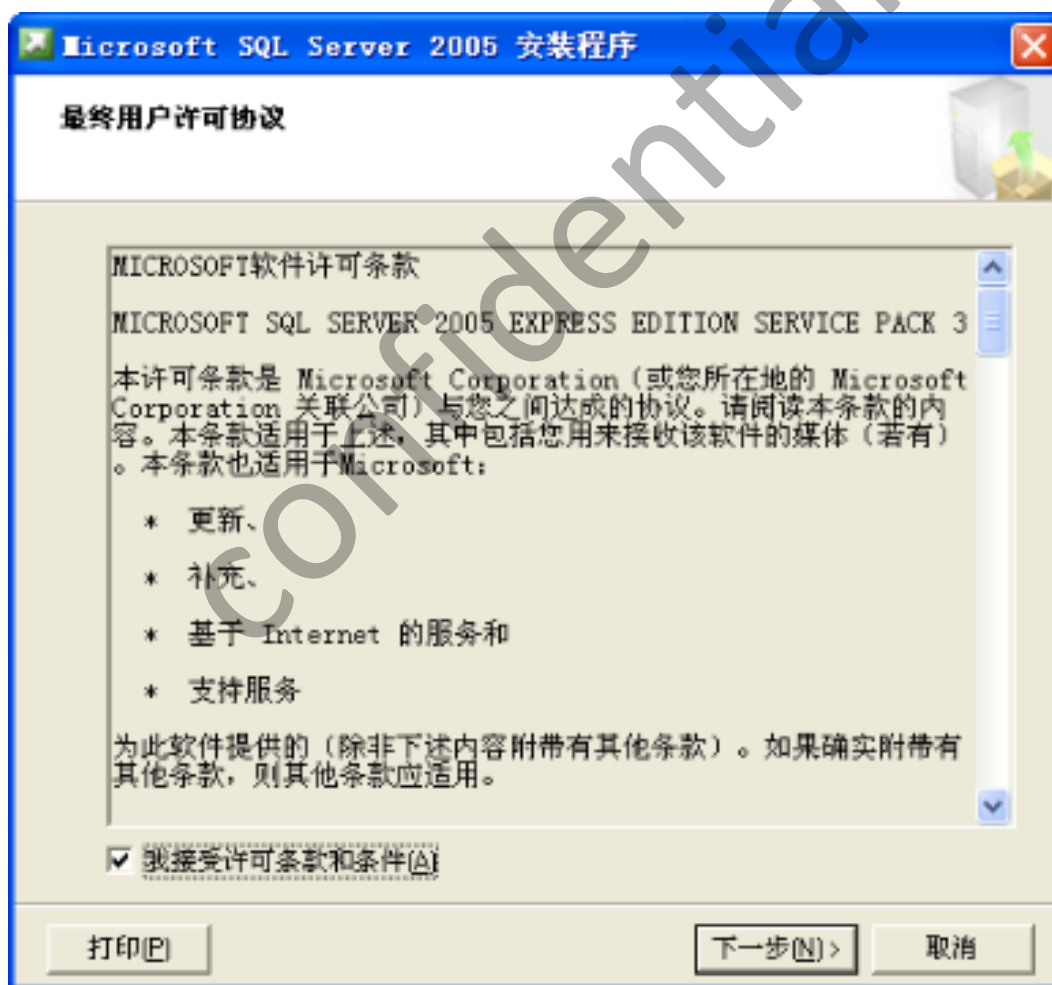 Microsoft SQL Server 2005 安装程序
最终用户许可协议
MICROSOFT软件许可条款
MICROSOFT SQL SERVER 2005 EXPRESS EDITION SERVICE PACK 3
本许可条款是 Microsoft Corporation（或您所在地的 Microsoft
Corporation 关联公司）与您之间达成的协议。请阅读本条款的内
容。本条款适用于上述，其中包括您用来接收该软件的媒体（若有）
。本条款也适用于Microsoft：
* 更新、
* 补充、
* 基于 Internet 的服务和
* 支持服务
为此软件提供的（除非下述内容附带有其他条款）。如果确实附带有
其他条款，则其他条款应适用。
我接受许可条款和条件(A)
打印(P)
下一步(N) >
取消
confidential